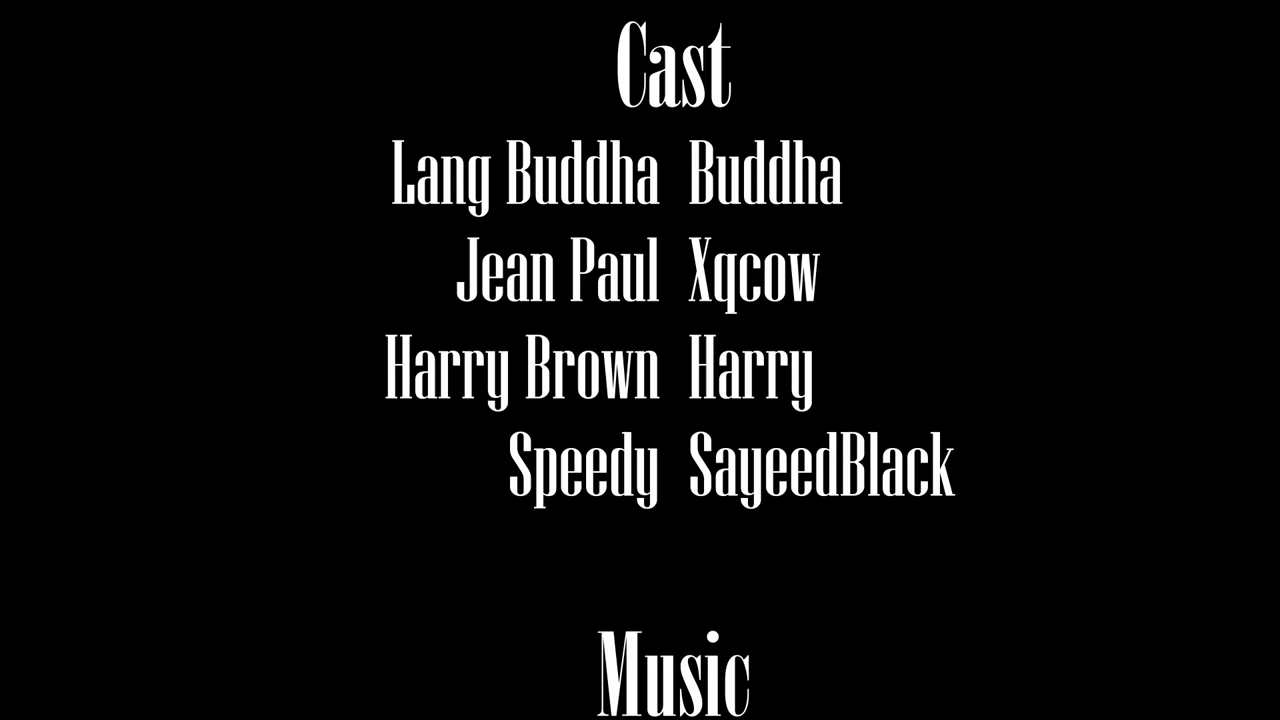 Cast
Lang Buddha Buddha
Jean Paul Xqcow
Harry Brown Harry
Speedy SayeedBlack
Music